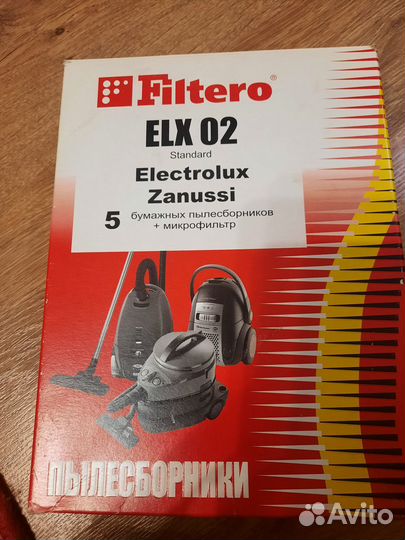 Filtero®
ELX 02
Standard
Electrolux
Zanussi
5 бумажных пылесборников
+ микрофильтр
ПЫЛЕСБОРНИКИ
Avito